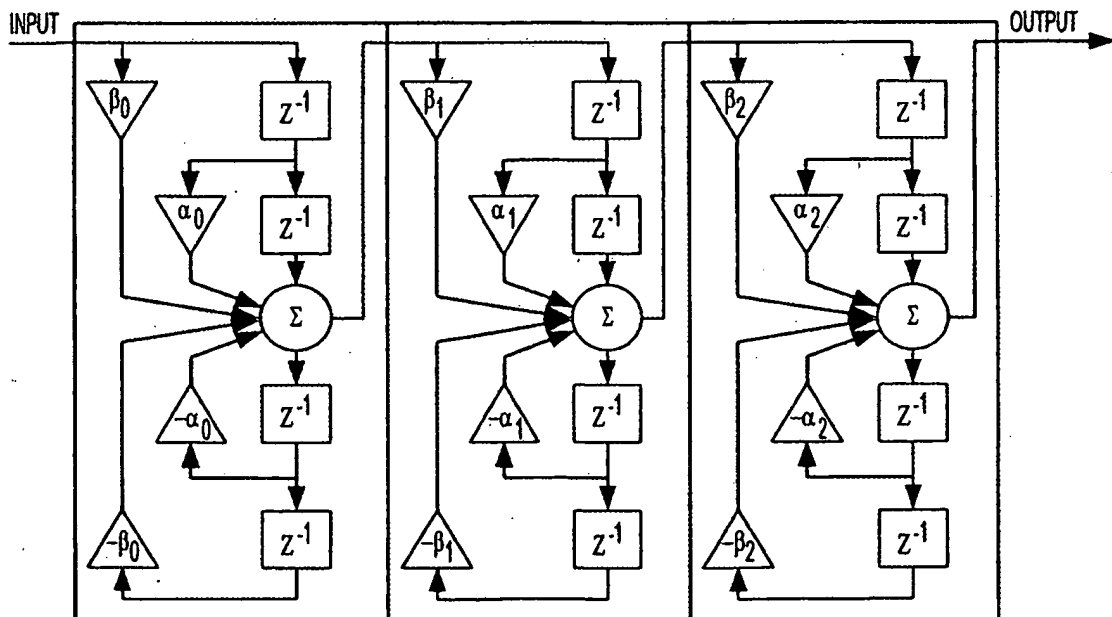 INPUT OUTPUT
β₀ Z⁻¹ β₁ Z⁻¹ β₂ Z⁻¹
α₀ Z⁻¹ α₁ Z⁻¹ α₂ Z⁻¹
Σ Σ Σ
-α₀ Z⁻¹ -α₁ Z⁻¹ -α₂ Z⁻¹
-β₀ Z⁻¹ -β₁ Z⁻¹ -β₂ Z⁻¹